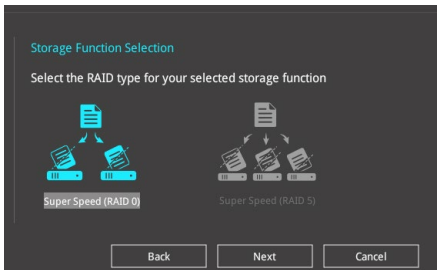 Storage Function Selection
Select the RAID type for your selected storage function
Super Speed (RAID 0)
Super Speed (RAID 5)
Back
Next
Cancel